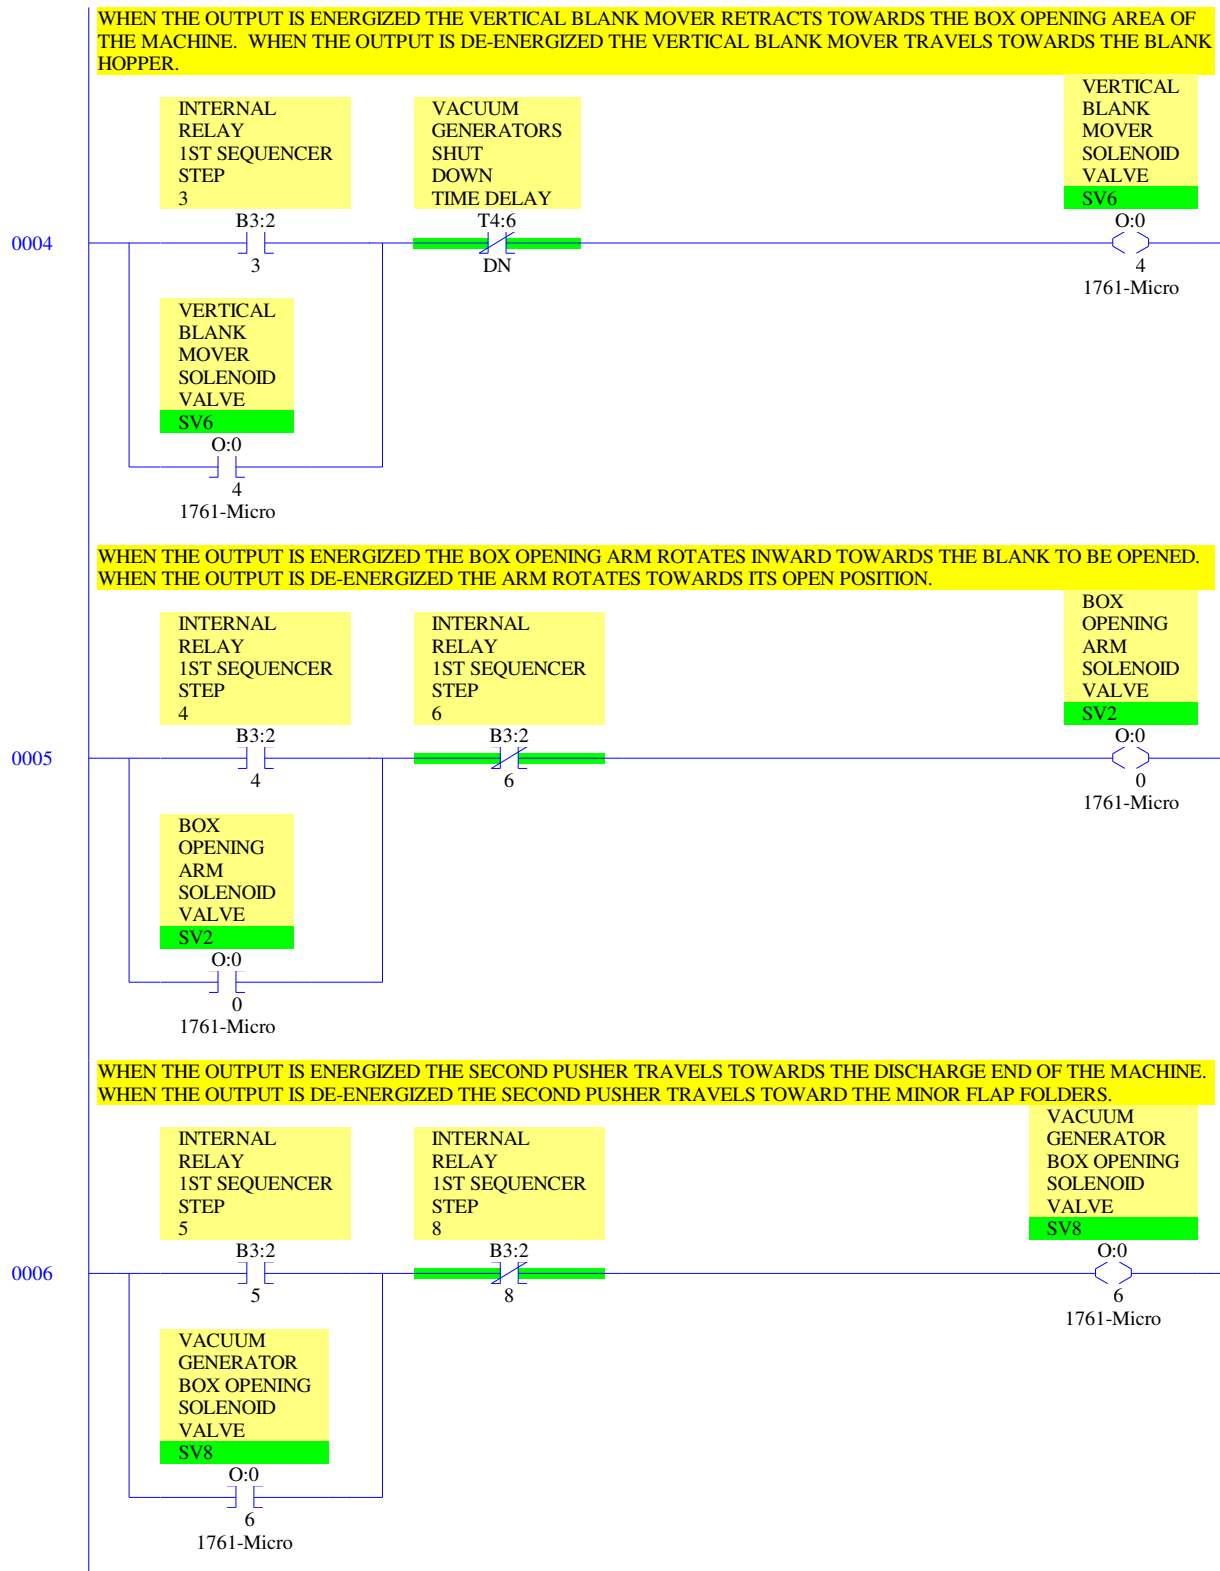 WHEN THE OUTPUT IS ENERGIZED THE VERTICAL BLANK MOVER RETRACTS TOWARDS THE BOX OPENING AREA OF
THE MACHINE.  WHEN THE OUTPUT IS DE-ENERGIZED THE VERTICAL BLANK MOVER TRAVELS TOWARDS THE BLANK
HOPPER.
INTERNAL
RELAY
1ST SEQUENCER
STEP
3
B3:2
3
VACUUM
GENERATORS
SHUT
DOWN
TIME DELAY
T4:6
DN
VERTICAL
BLANK
MOVER
SOLENOID
VALVE
SV6
O:0
4
1761-Micro
0004
VERTICAL
BLANK
MOVER
SOLENOID
VALVE
SV6
O:0
4
1761-Micro
WHEN THE OUTPUT IS ENERGIZED THE BOX OPENING ARM ROTATES INWARD TOWARDS THE BLANK TO BE OPENED.
WHEN THE OUTPUT IS DE-ENERGIZED THE ARM ROTATES TOWARDS ITS OPEN POSITION.
INTERNAL
RELAY
1ST SEQUENCER
STEP
4
B3:2
4
INTERNAL
RELAY
1ST SEQUENCER
STEP
6
B3:2
6
BOX
OPENING
ARM
SOLENOID
VALVE
SV2
O:0
0
1761-Micro
0005
BOX
OPENING
ARM
SOLENOID
VALVE
SV2
O:0
0
1761-Micro
WHEN THE OUTPUT IS ENERGIZED THE SECOND PUSHER TRAVELS TOWARDS THE DISCHARGE END OF THE MACHINE.
WHEN THE OUTPUT IS DE-ENERGIZED THE SECOND PUSHER TRAVELS TOWARD THE MINOR FLAP FOLDERS.
INTERNAL
RELAY
1ST SEQUENCER
STEP
5
B3:2
5
INTERNAL
RELAY
1ST SEQUENCER
STEP
8
B3:2
8
VACUUM
GENERATOR
BOX OPENING
SOLENOID
VALVE
SV8
O:0
6
1761-Micro
0006
VACUUM
GENERATOR
BOX OPENING
SOLENOID
VALVE
SV8
O:0
6
1761-Micro